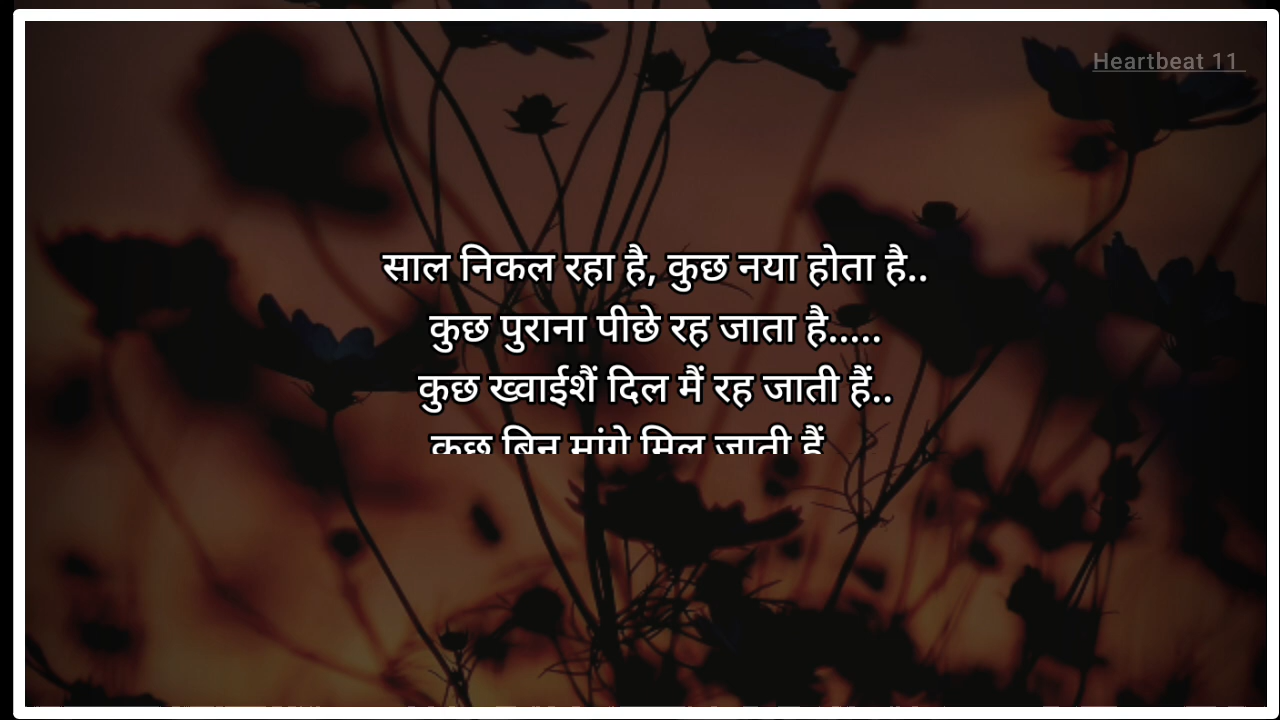 Heartbeat 11
साल निकल रहा है, कुछ नया होता है..
कुछ पुराना पीछे रह जाता है.....
कुछ ख्वाईशैं दिल मैं रह जाती हैं..
कुछ बिन मांगे मिल जाती हैं